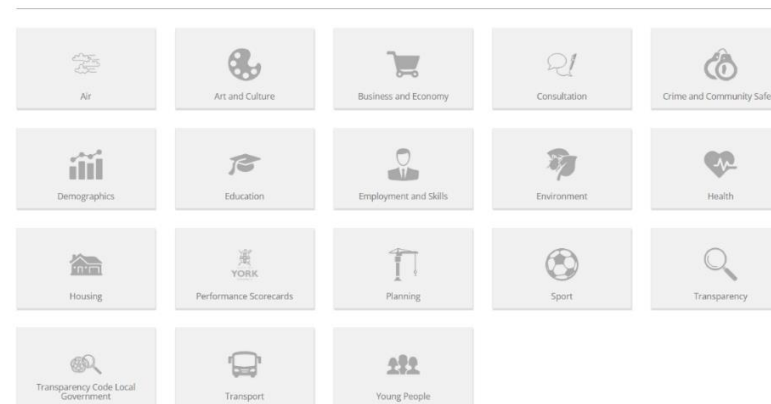 Air
Art and Culture
Business and Economy
Consultation
Crime and Community Safe
Demographics
Education
Employment and Skills
Environment
Health
Housing
YORK
Performance Scorecards
Planning
Sport
Transparency
Transparency Code Local
Government
Transport
Young People